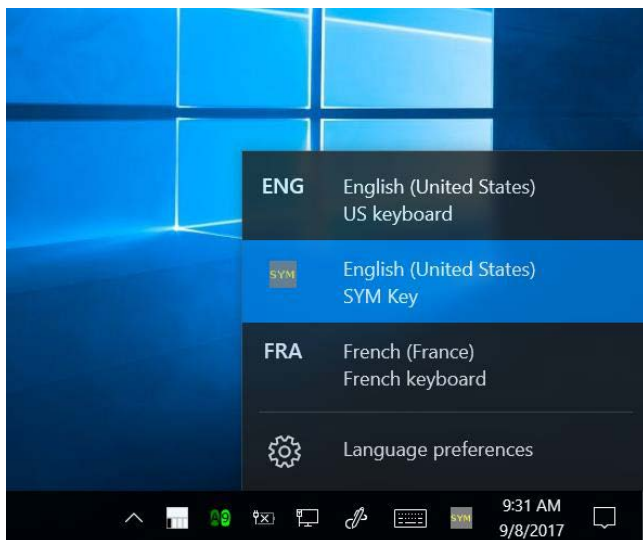 ENG English (United States)
US keyboard
SYM English (United States)
SYM Key
FRA French (France)
French keyboard
Language preferences
SYM 9:31 AM
9/8/2017